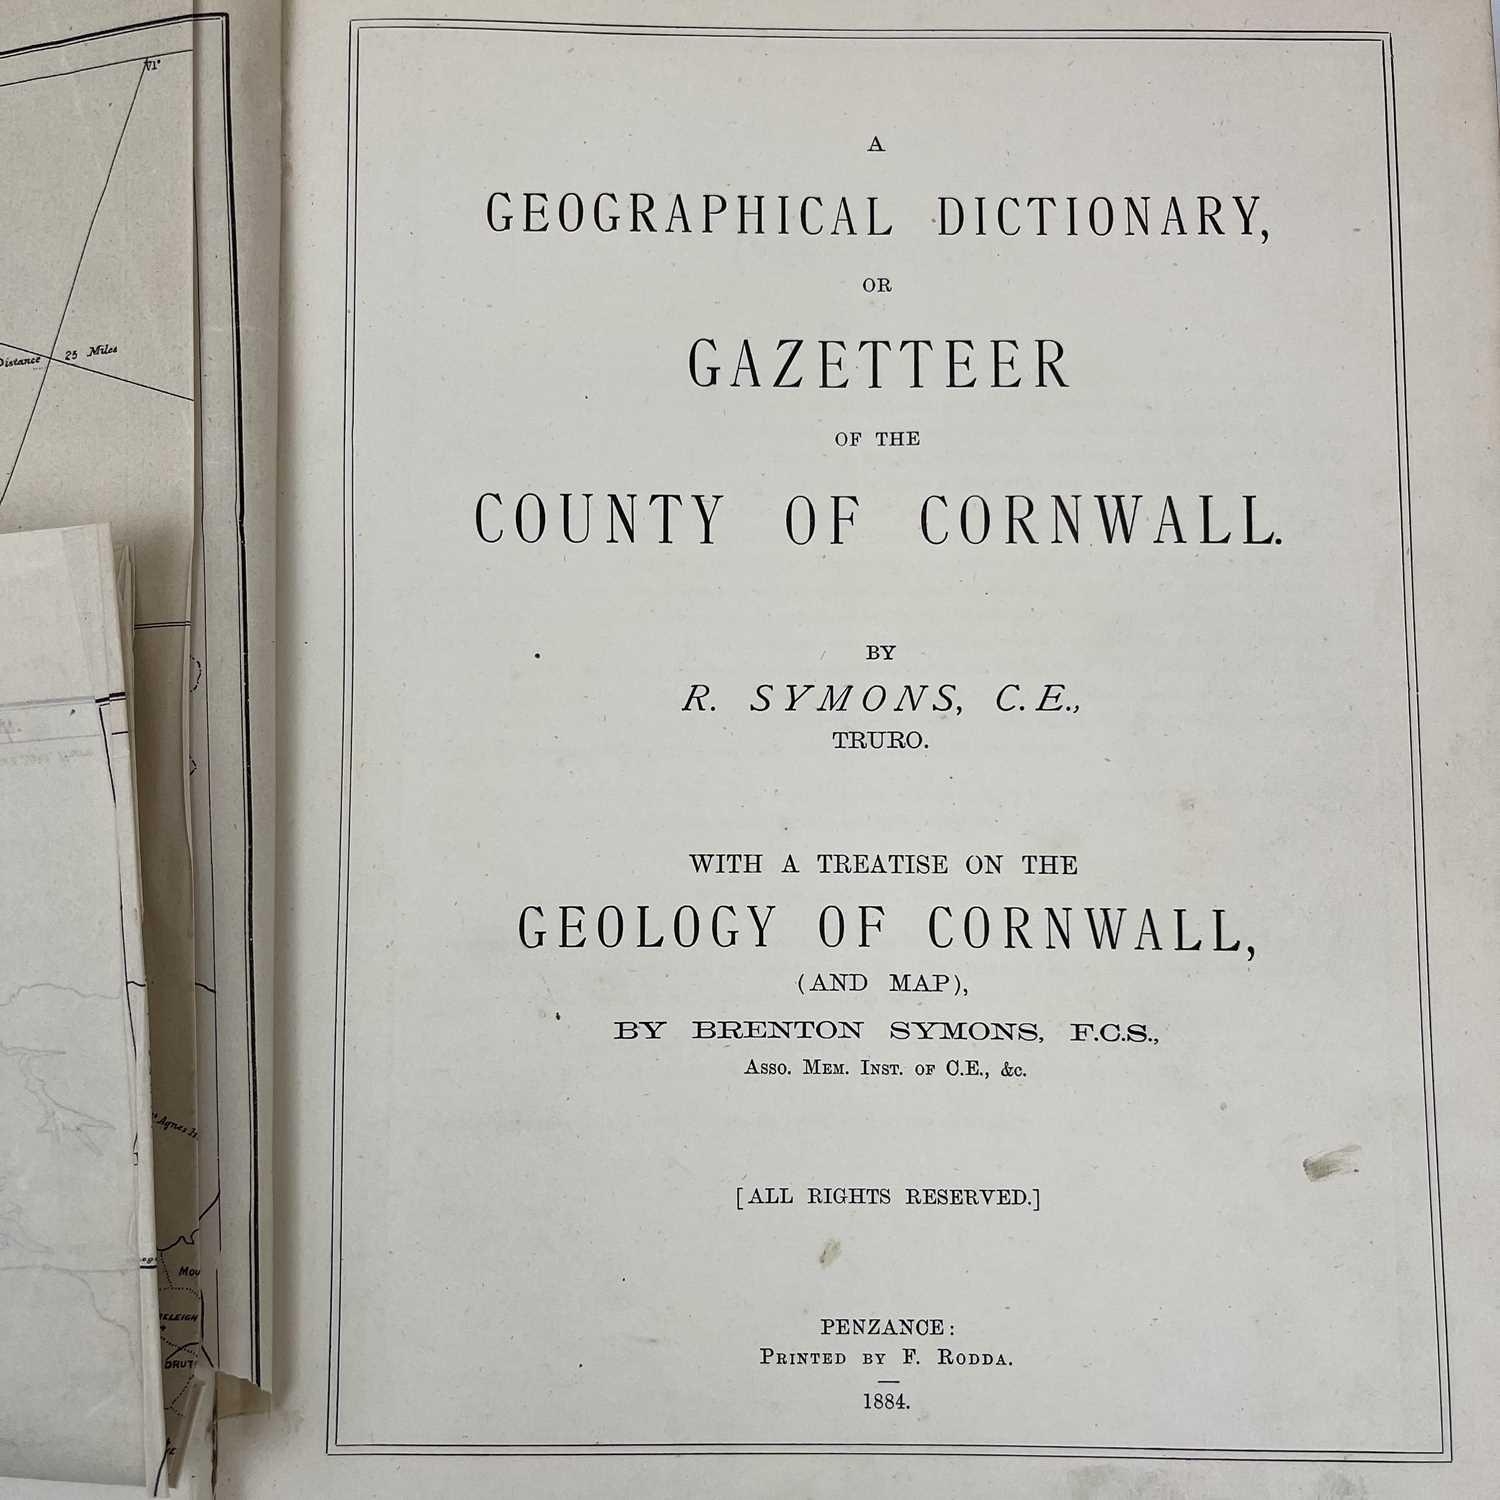 A
GEOGRAPHICAL DICTIONARY,
OR
GAZETTEER
OF THE
COUNTY OF CORNWALL.
BY
R. SYMONS, C.E.,
TRURO.
WITH A TREATISE ON THE
GEOLOGY OF CORNWALL,
(AND MAP),
BY BRENTON SYMONS, F.C.S.,
ASSO. MEM. INST. OF C.E., &c.
[ALL RIGHTS RESERVED.]
PENZANCE:
PRINTED BY F. RODDA.
1884.
Distance 25 Miles
Agnes